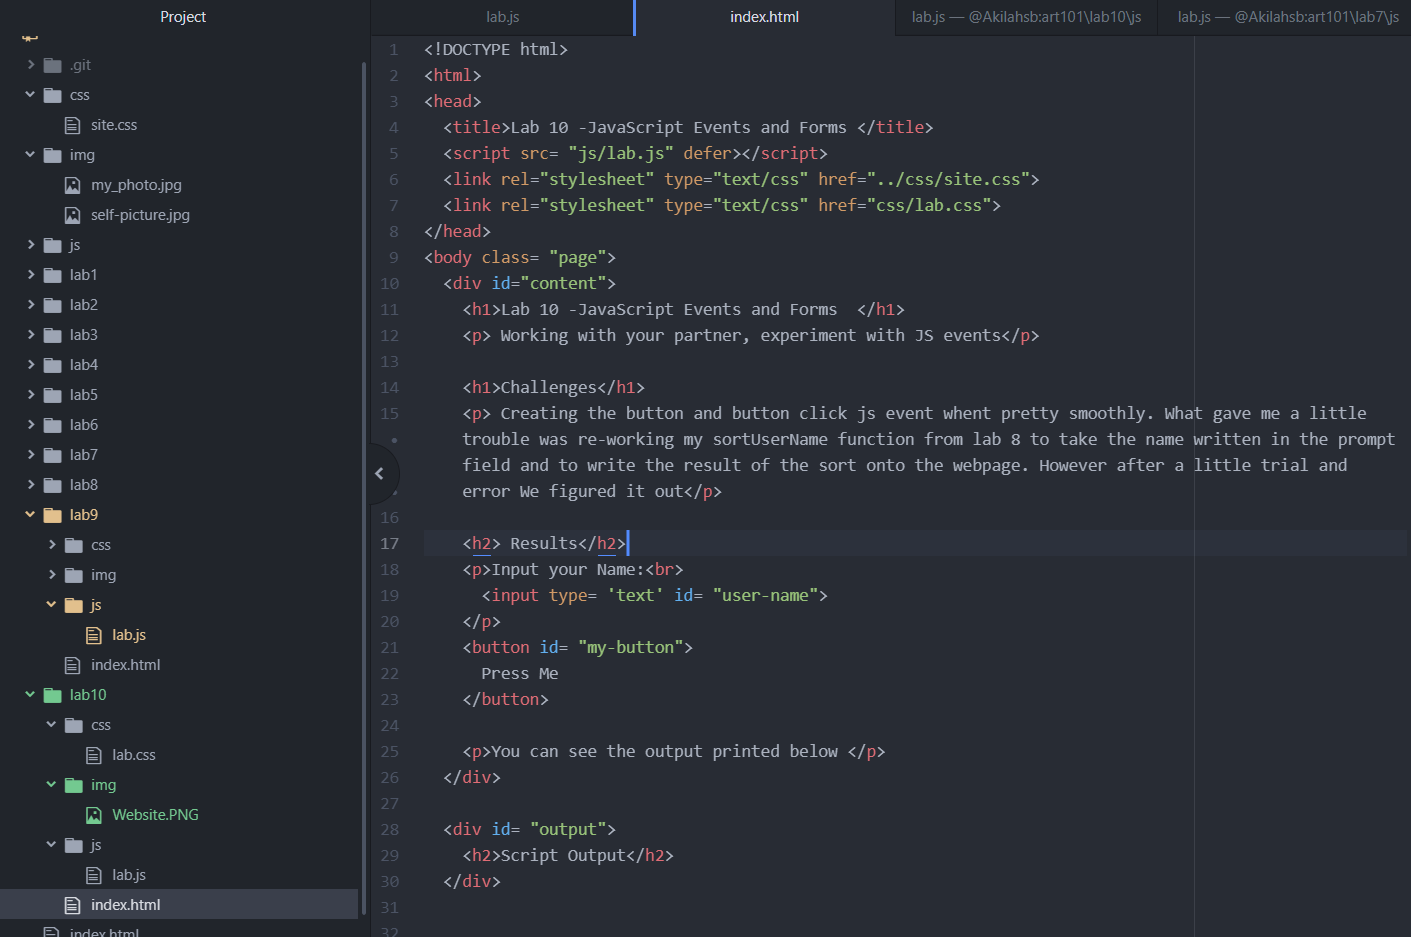 Project
.git
css
site.css
img
my_photo.jpg
self-picture.jpg
js
lab1
lab2
lab3
lab4
lab5
lab6
lab7
lab8
lab9
css
img
js
lab.js
index.html
lab10
css
lab.css
img
Website.PNG
js
lab.js
index.html
index.html
lab.js
index.html
lab.js — @Akilahsb:art101\lab10\js
lab.js — @Akilahsb:art101\lab7\js
1 <!DOCTYPE html>
2 <html>
3 <head>
4 <title>Lab 10 -JavaScript Events and Forms </title>
5 <script src= "js/lab.js" defer></script>
6 <link rel="stylesheet" type="text/css" href="../css/site.css">
7 <link rel="stylesheet" type="text/css" href="css/lab.css">
8 </head>
9 <body class= "page">
10 <div id="content">
11 <h1>Lab 10 -JavaScript Events and Forms  </h1>
12 <p> Working with your partner, experiment with JS events</p>
13
14 <h1>Challenges</h1>
15 <p> Creating the button and button click js event whent pretty smoothly. What gave me a little
trouble was re-working my sortUserName function from lab 8 to take the name written in the prompt
field and to write the result of the sort onto the webpage. However after a little trial and
error We figured it out</p>
16
17 <h2> Results</h2>
18 <p>Input your Name:<br>
19 <input type= 'text' id= "user-name">
20 </p>
21 <button id= "my-button">
22 Press Me
23 </button>
24
25 <p>You can see the output printed below </p>
26 </div>
27
28 <div id= "output">
29 <h2>Script Output</h2>
30 </div>
31
32